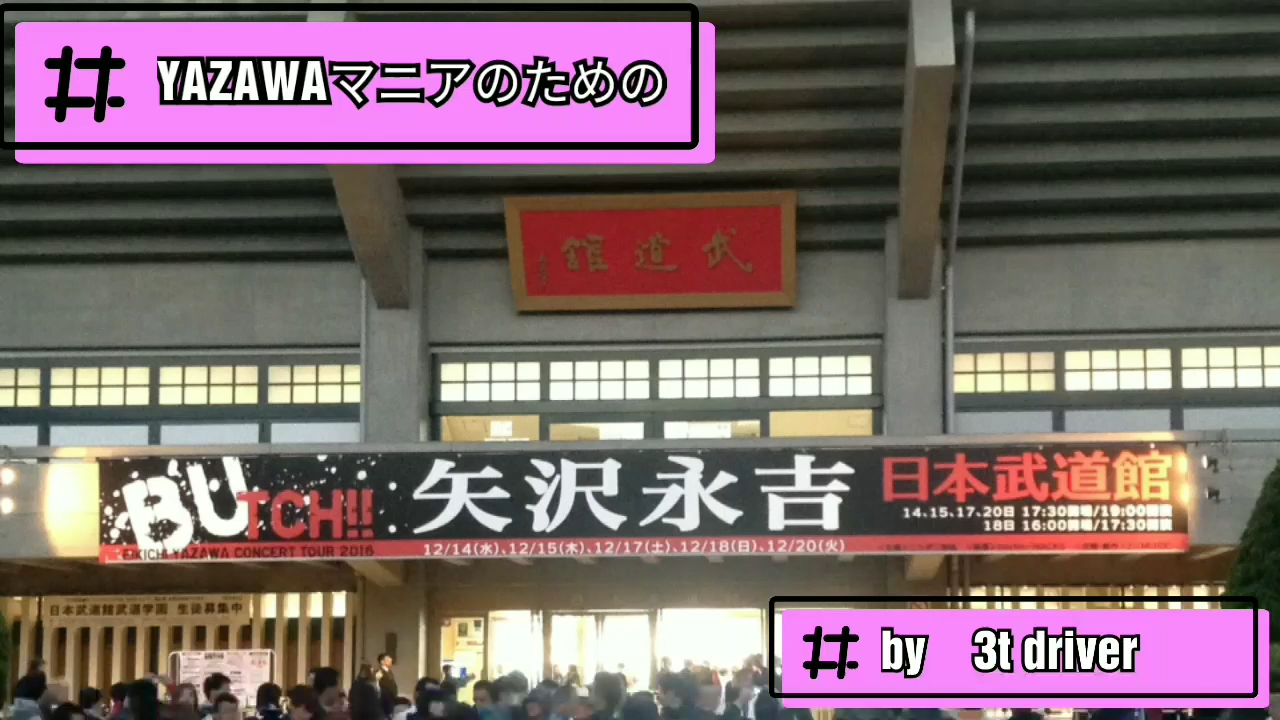 # YAZAWAマニアのための
武道館
BUTCH!!
EIKICHI YAZAWA CONCERT TOUR 2016
矢沢永吉
12/14(水)、12/15(木)、12/17(土)、12/18(日)、12/20(火)
日本武道館
14、15、17、20日 17:30開場/19:00開演
18日 16:00開場/17:30開演
日本武道館武道学園 生徒募集中
# by 3t driver